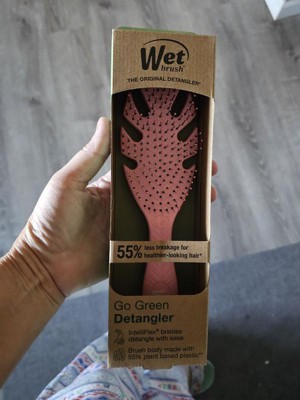 Wet
brush®
THE ORIGINAL DETANGLER®
55% less breakage for
healthier-looking hair*
Go Green
Detangler
IntelliFlex® bristles
detangle with ease
Brush body made with
55% plant based plastic**